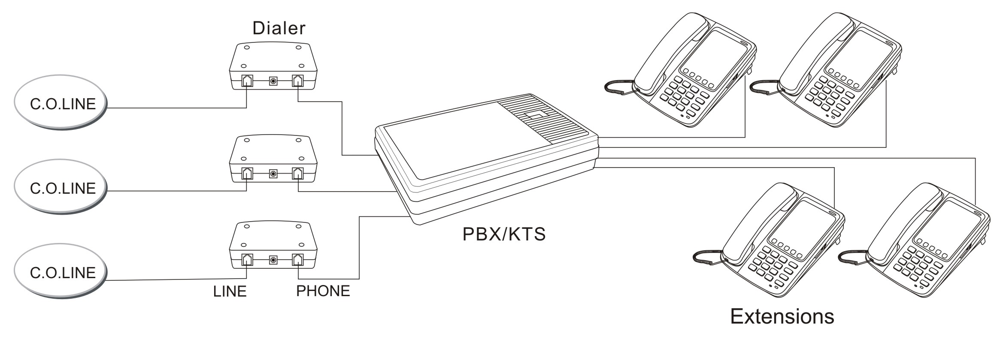 Dialer
C.O.LINE
C.O.LINE
PBX/KTS
C.O.LINE
LINE
PHONE
Extensions